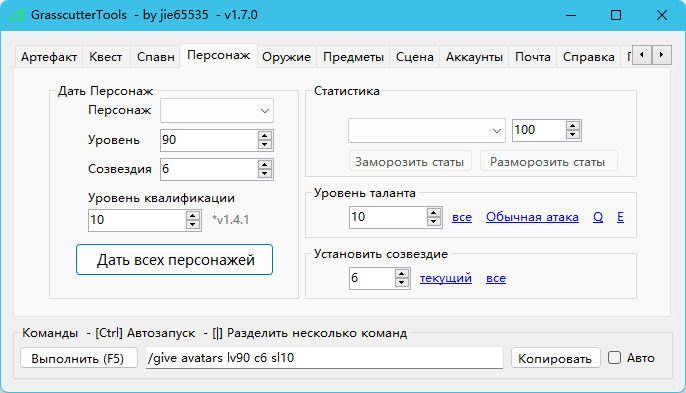 GrasscutterTools - by jie65535 - v1.7.0
Артефакт Квест Спавн Персонаж Оружие Предметы Сцена Аккаунты Почта Справка
Дать Персонаж
Персонаж
Уровень 90
Созвездия 6
Уровень квалификации
10 *v1.4.1
Дать всех персонажей
Статистика
100
Заморозить статы Разморозить статы
Уровень таланта
10 все Обычная атака Q E
Установить созвездие
6 текущий все
Команды - [Ctrl] Автозапуск - [|] Разделить несколько команд
Выполнить (F5) /give avatars lv90 c6 sl10 Копировать Авто